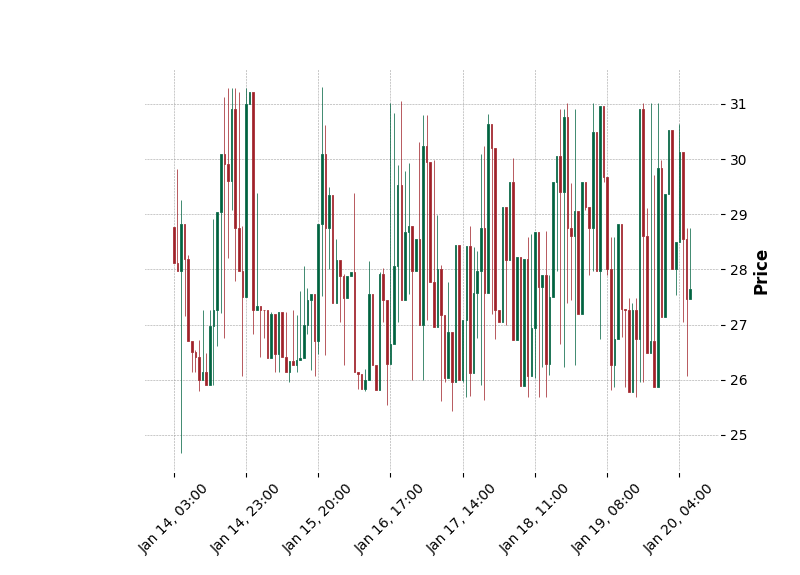 31
30
29
28
27
26
25
Price
Jan 14, 03:00
Jan 14, 23:00
Jan 15, 20:00
Jan 16, 17:00
Jan 17, 14:00
Jan 18, 11:00
Jan 19, 08:00
Jan 20, 04:00